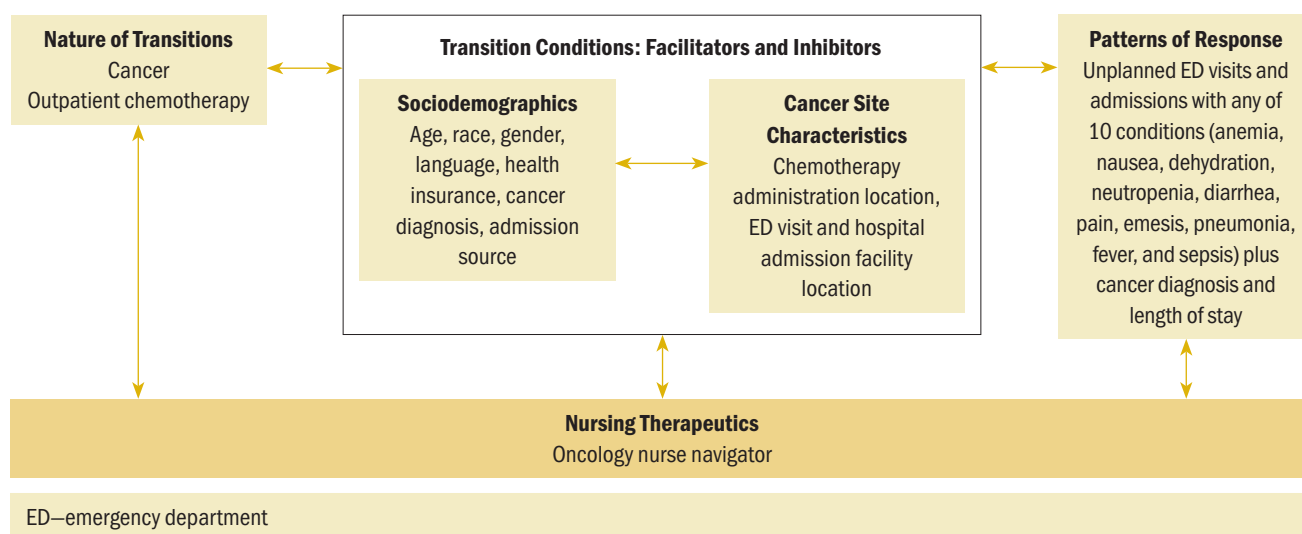 Nature of Transitions
Cancer
Outpatient chemotherapy
Transition Conditions: Facilitators and Inhibitors
Sociodemographics
Age, race, gender,
language, health
insurance, cancer
diagnosis, admission
source
Cancer Site
Characteristics
Chemotherapy
administration location,
ED visit and hospital
admission facility
location
Patterns of Response
Unplanned ED visits and
admissions with any of
10 conditions (anemia,
nausea, dehydration,
neutropenia, diarrhea,
pain, emesis, pneumonia,
fever, and sepsis) plus
cancer diagnosis and
length of stay
Nursing Therapeutics
Oncology nurse navigator
ED—emergency department